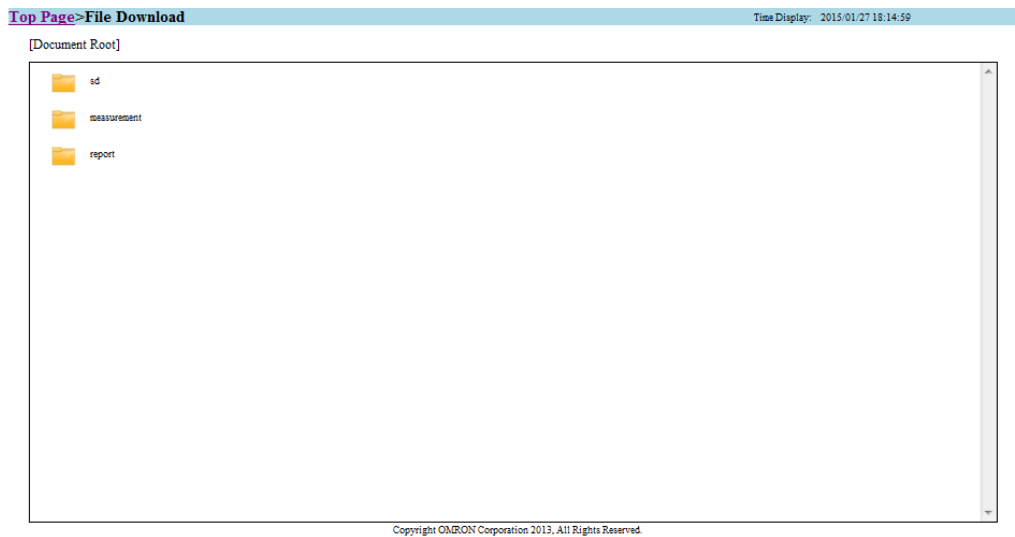 Top Page>File Download Time Display: 2015/01/27 18:14:59
[Document Root]
sd
measurement
report
Copyright OMRON Corporation 2013, All Rights Reserved.